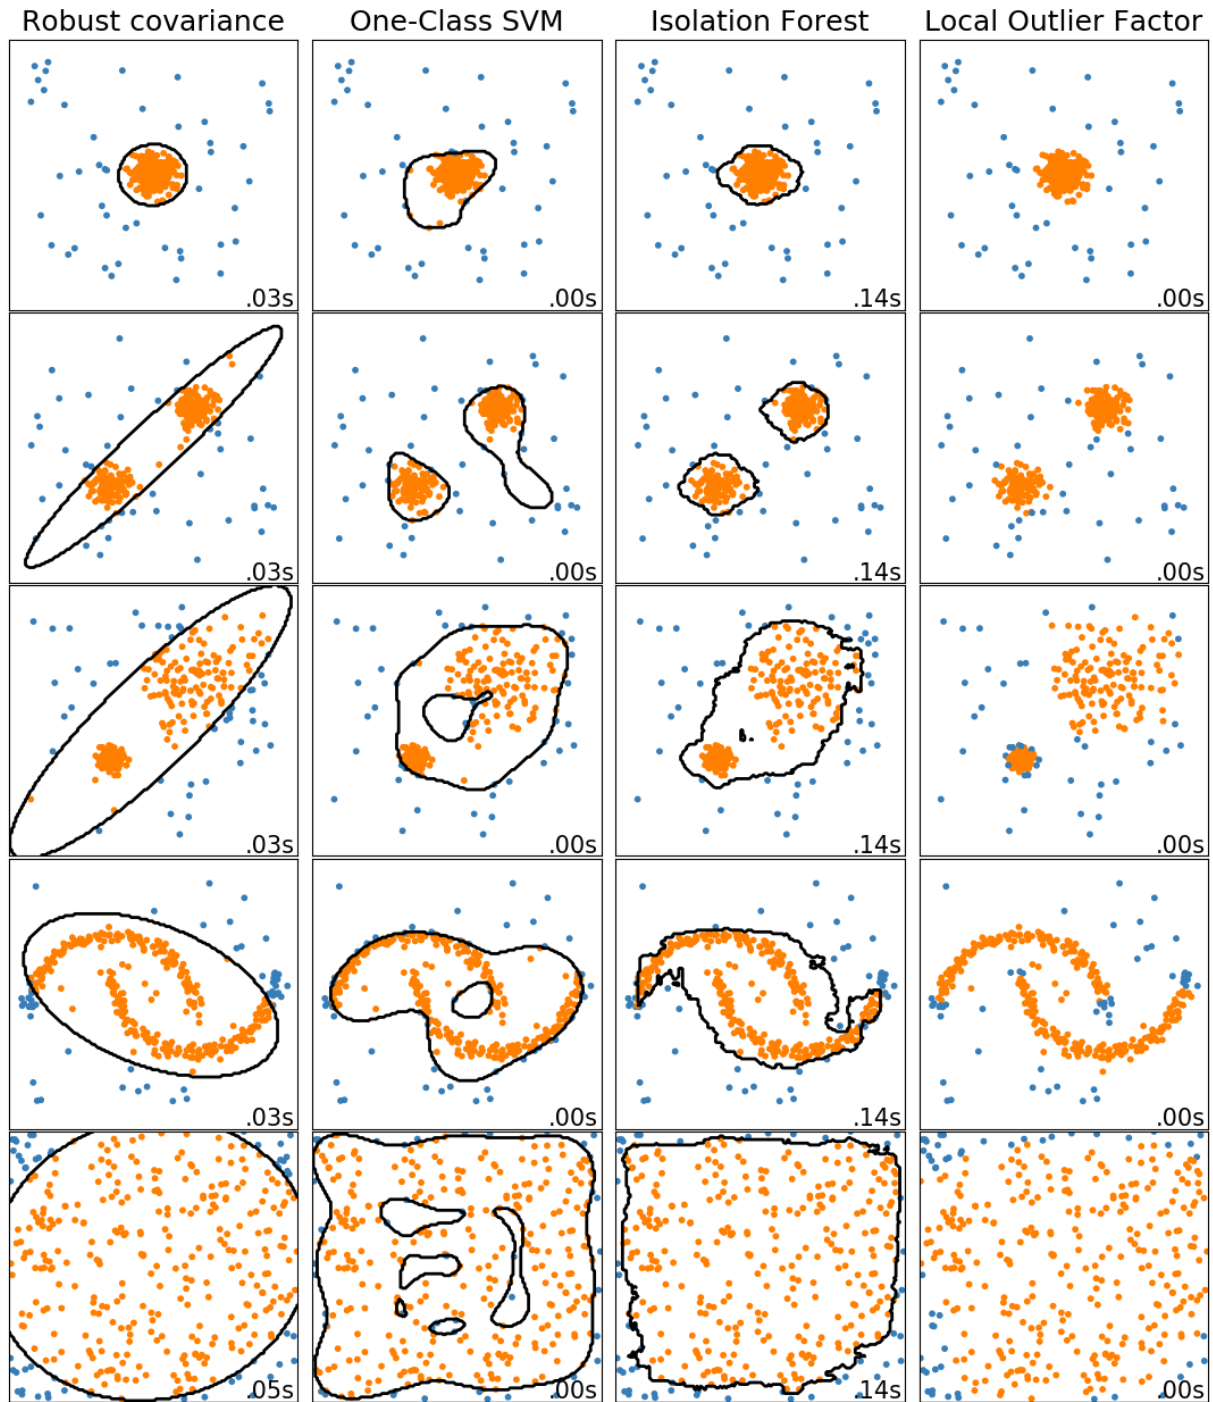 Robust covariance One-Class SVM Isolation Forest Local Outlier Factor
.03s .00s .14s .00s
.03s .00s .14s .00s
.03s .00s .14s .00s
.03s .00s .14s .00s
.05s .00s .14s .00s